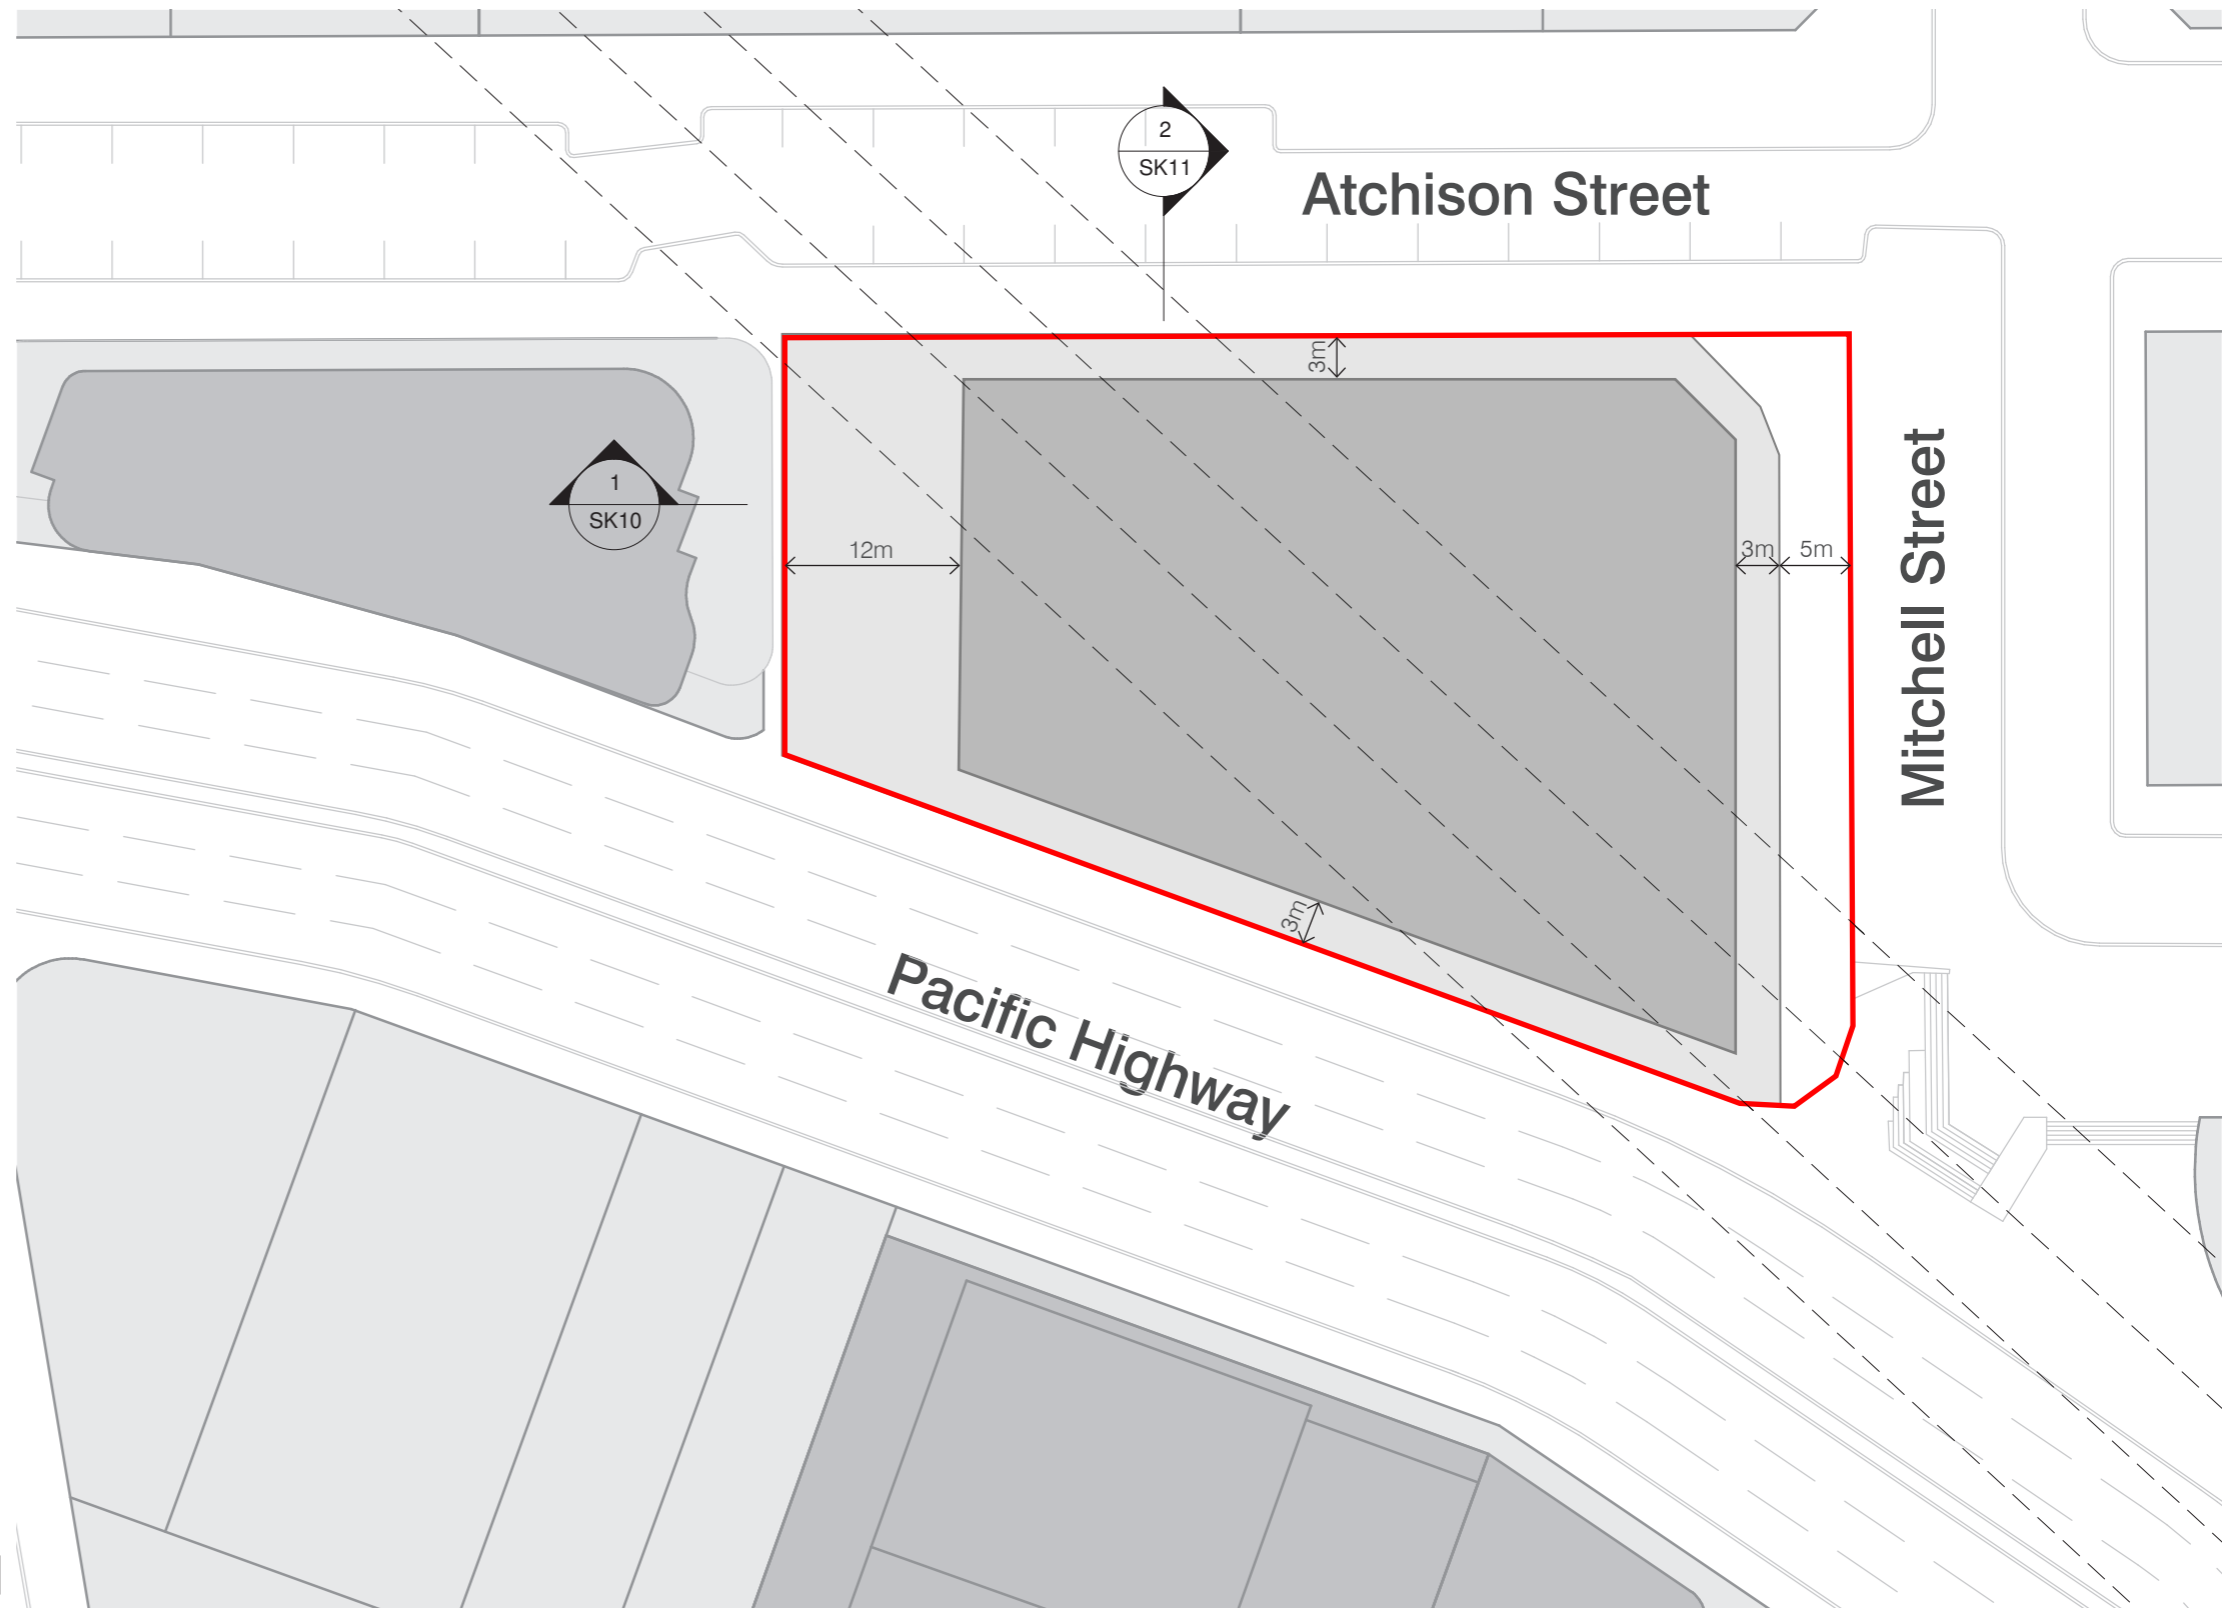 2
SK11
Atchison Street
3m
1
SK10
12m
3m
5m
Mitchell Street
3m
Pacific Highway